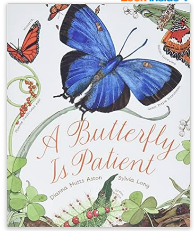 A Butterfly
Is Patient
Dianna Hutts Aston
Sylvia Long